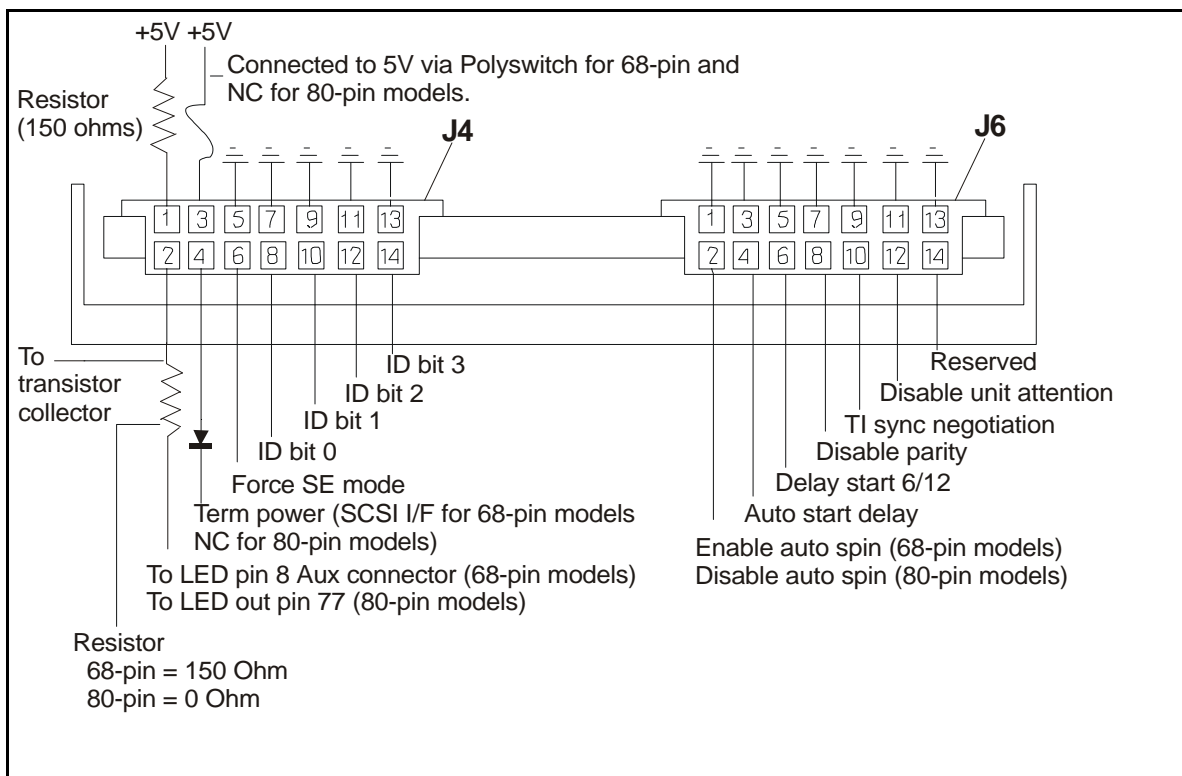 +5V +5V
Connected to 5V via Polyswitch for 68-pin and
NC for 80-pin models.
Resistor
(150 ohms)
J4
J6
1 3 5 7 9 11 13
2 4 6 8 10 12 14
1 3 5 7 9 11 13
2 4 6 8 10 12 14
To
transistor
collector
ID bit 3
ID bit 2
ID bit 1
ID bit 0
Force SE mode
Term power (SCSI I/F for 68-pin models
NC for 80-pin models)
To LED pin 8 Aux connector (68-pin models)
To LED out pin 77 (80-pin models)
Resistor
68-pin = 150 Ohm
80-pin = 0 Ohm
Reserved
Disable unit attention
TI sync negotiation
Disable parity
Delay start 6/12
Auto start delay
Enable auto spin (68-pin models)
Disable auto spin (80-pin models)